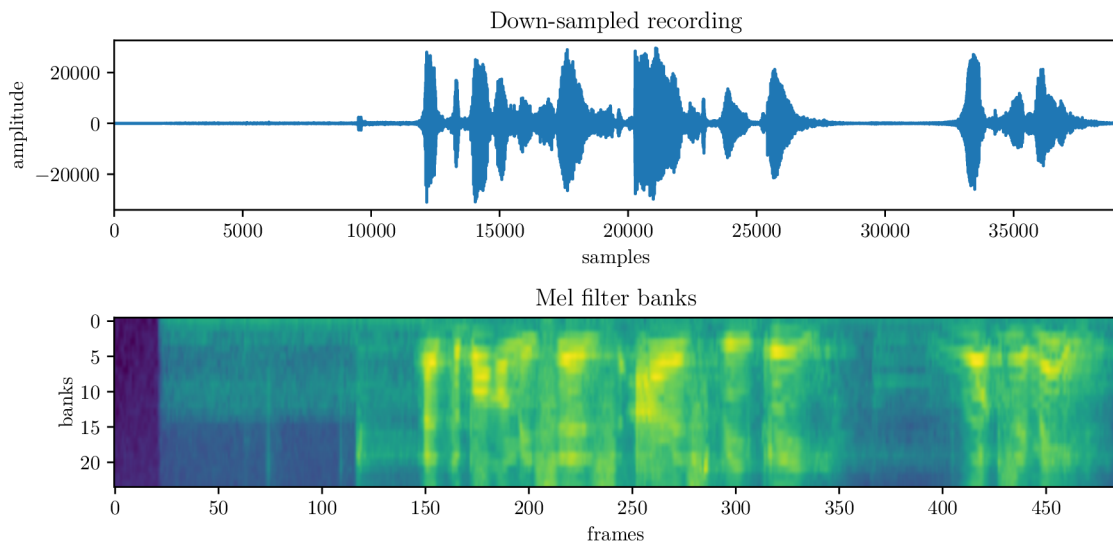 Down-sampled recording
20000
0
−20000
amplitude
0 5000 10000 15000 20000 25000 30000 35000
samples
Mel filter banks
0
5
10
15
20
banks
0 50 100 150 200 250 300 350 400 450
frames